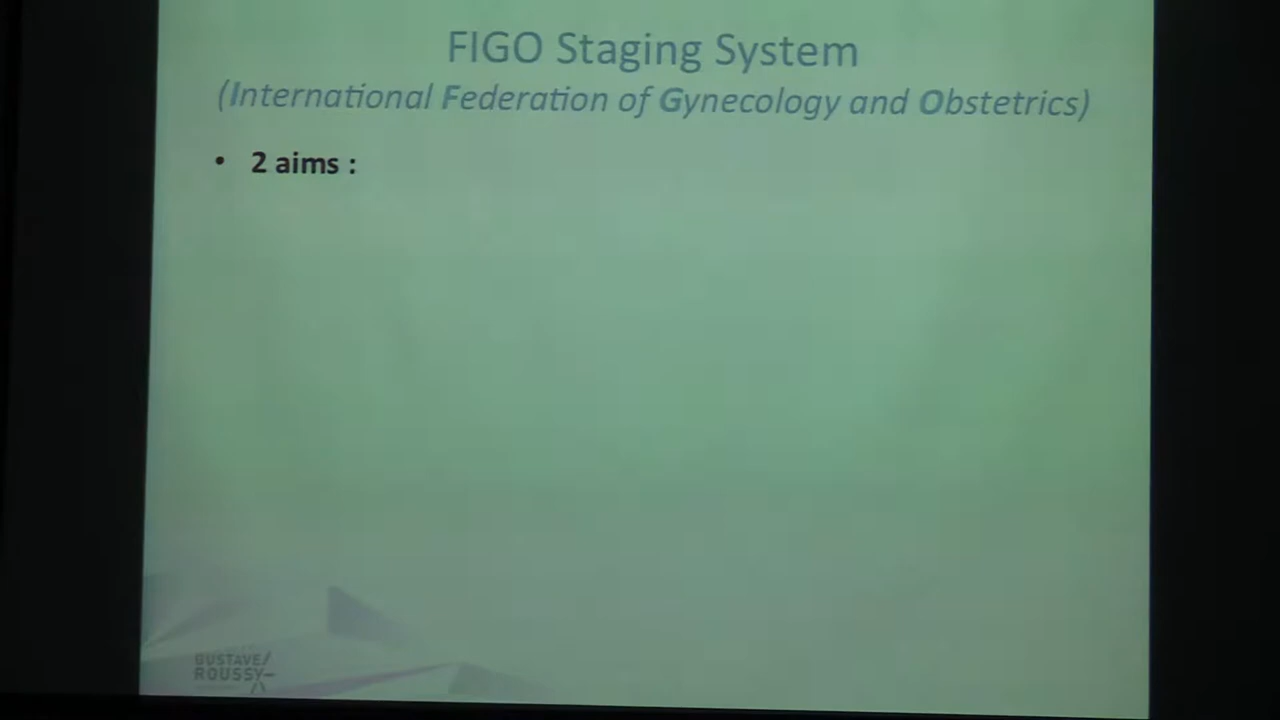 FIGO Staging System
(International Federation of Gynecology and Obstetrics)
• 2 aims :
GUSTAVE/
ROUSSY